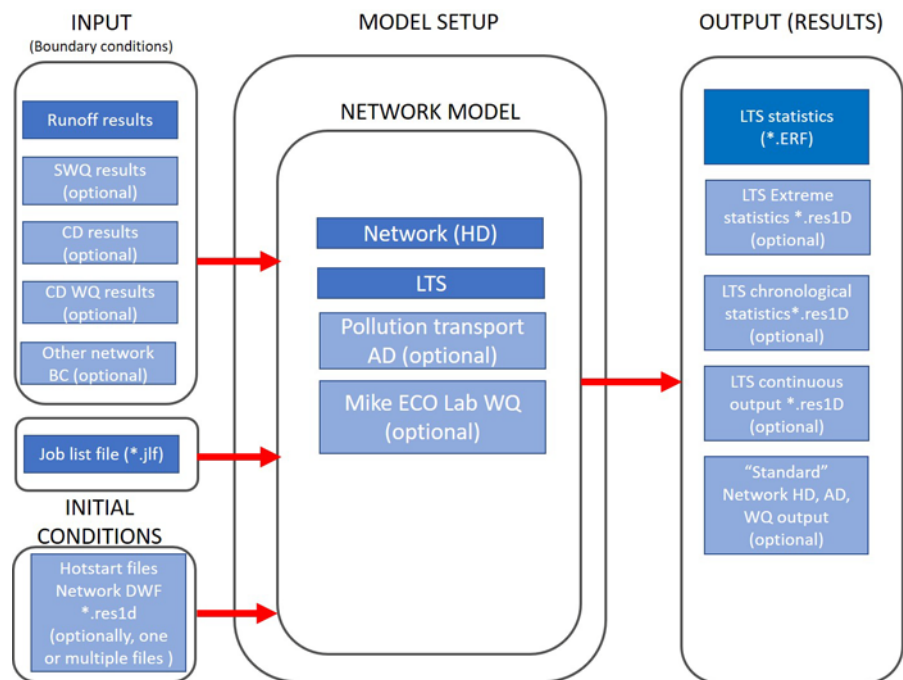 INPUT
(Boundary conditions)
Runoff results
SWQ results
(optional)
CD results
(optional)
CD WQ results
(optional)
Other network
BC (optional)
Job list file (*.jlf)
INITIAL
CONDITIONS
Hotstart files
Network DWF
*.res1d
(optionally, one
or multiple files )
MODEL SETUP
NETWORK MODEL
Network (HD)
LTS
Pollution transport
AD (optional)
Mike ECO Lab WQ
(optional)
OUTPUT (RESULTS)
LTS statistics
(*.ERF)
LTS Extreme
statistics *.res1D
(optional)
LTS chronological
statistics*.res1D
(optional)
LTS continuous
output *.res1D
(optional)
“Standard”
Network HD, AD,
WQ output
(optional)